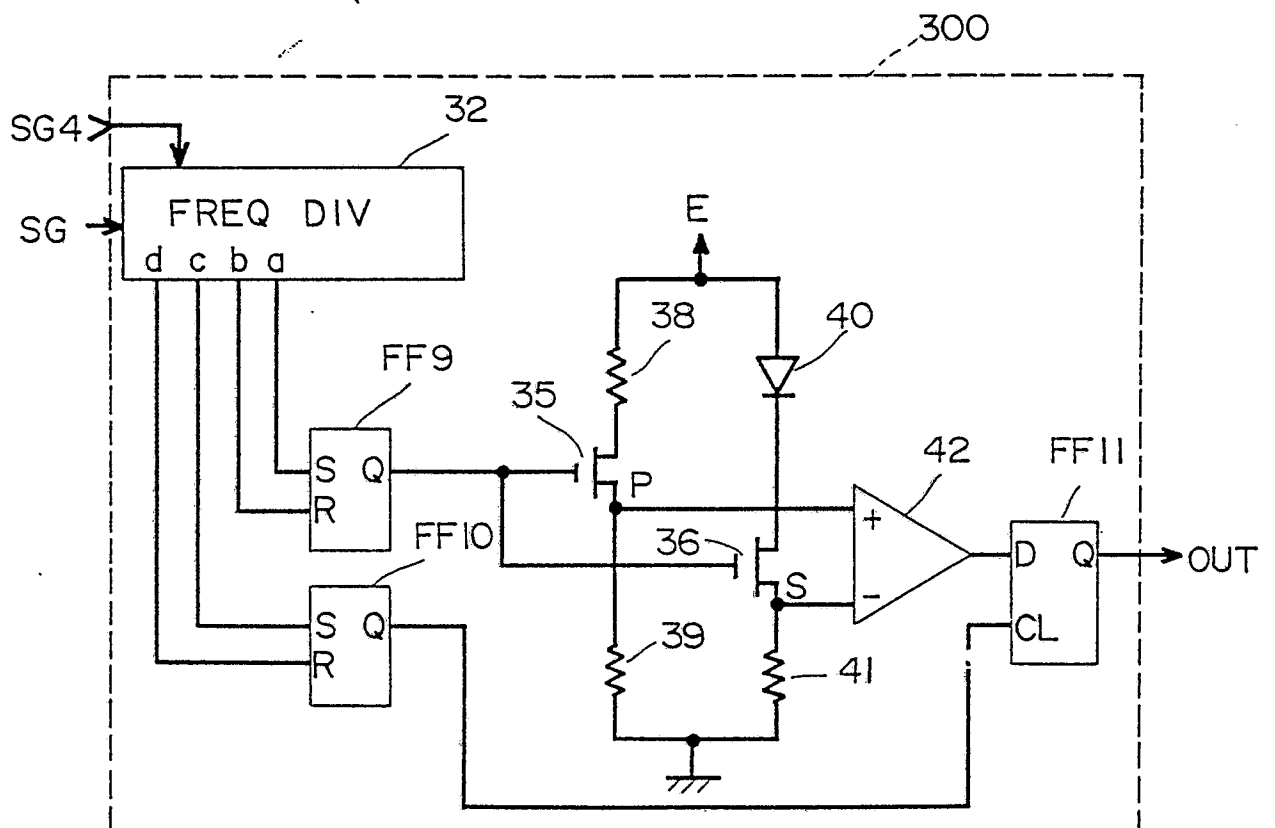 300
SG4
32
SG
FREQ DIV
d c b a
E
38
40
FF9
35
S Q
R
P
42
FF11
+
D Q
OUT
FF10
36
S
-
CL
S Q
R
39
41